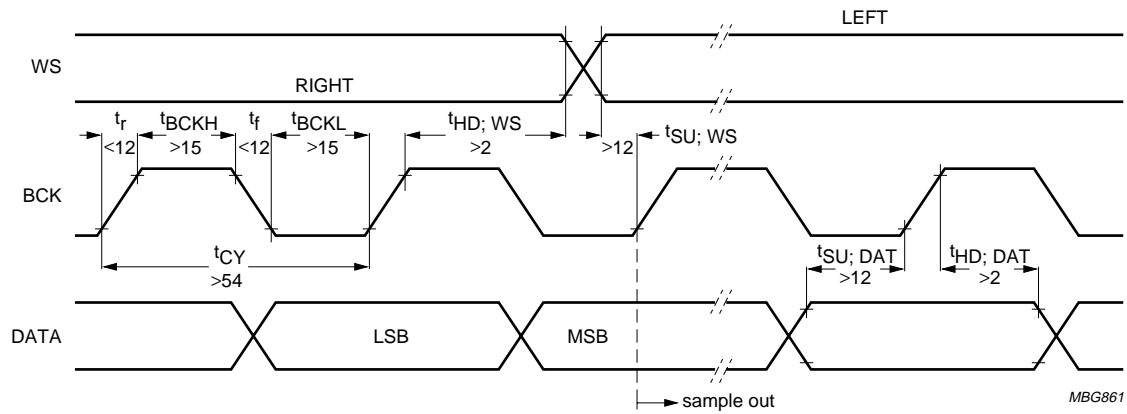 LEFT
WS
RIGHT
tr tBCKH tf tBCKL tHD; WS tSU; WS
<12 >15 <12 >15 >2 >12
BCK
tCY tSU; DAT tHD; DAT
>54 >12 >2
DATA LSB MSB
sample out
MBG861